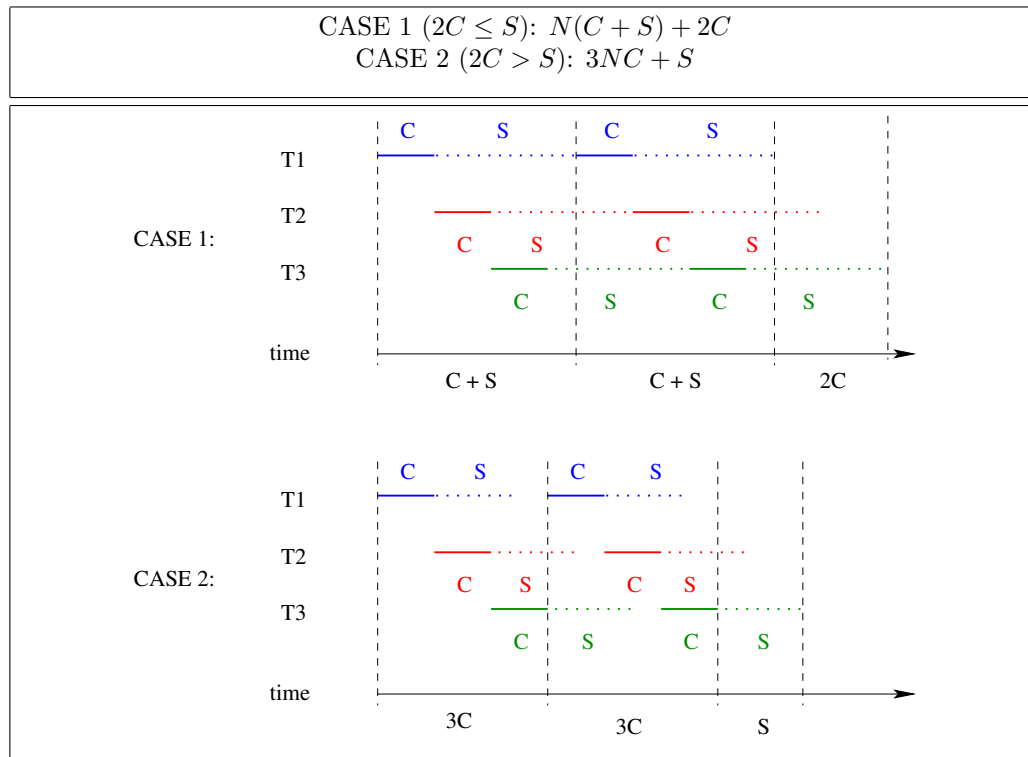 CASE 1 (2C ≤ S): N(C + S) + 2C
CASE 2 (2C > S): 3NC + S
C S C S
T1
T2
CASE 1:
C S C S
T3
C S C S
time
C + S C + S 2C
C S C S
T1
T2
CASE 2:
C S C S
T3
C S C S
time
3C 3C S